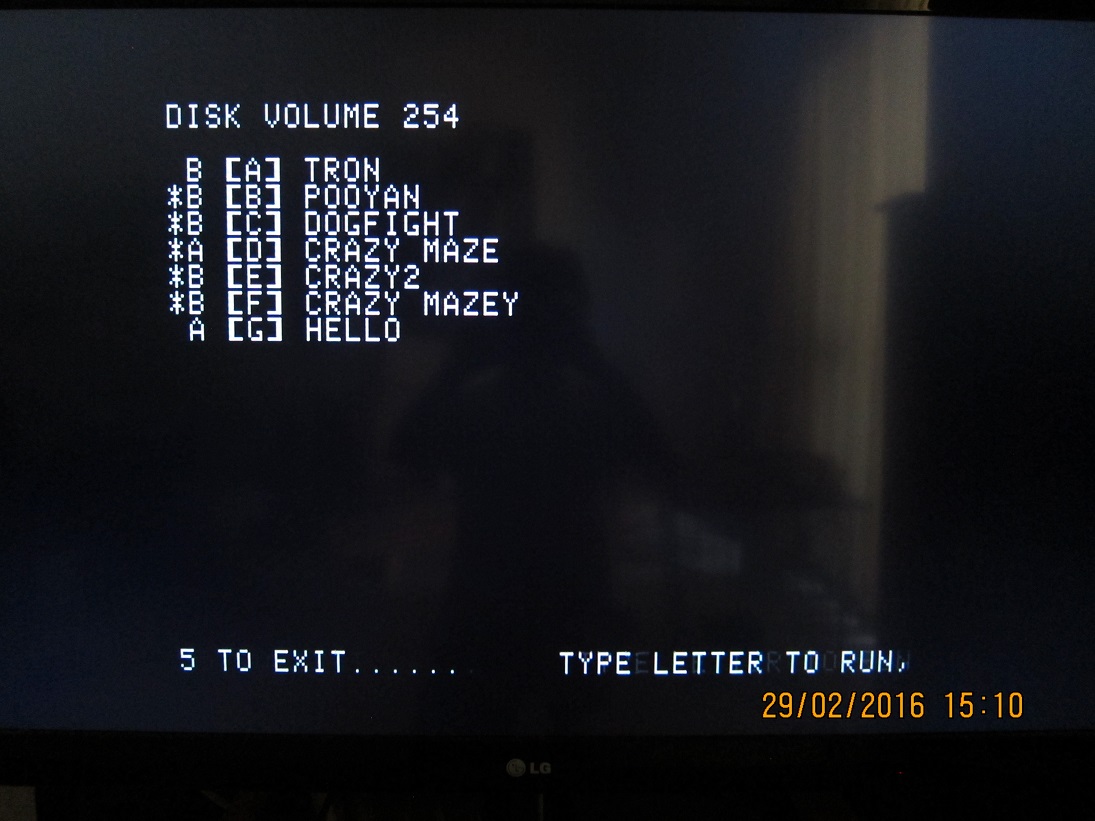 DISK VOLUME 254
B [A] TRON
*B [B] POOYAN
*B [C] DOGFIGHT
*A [D] CRAZY MAZE
*B [E] CRAZY2
*B [F] CRAZY MAZEY
A [G] HELLO
5 TO EXIT....... TYPE LETTER TO RUN.
29/02/2016 15:10
LG